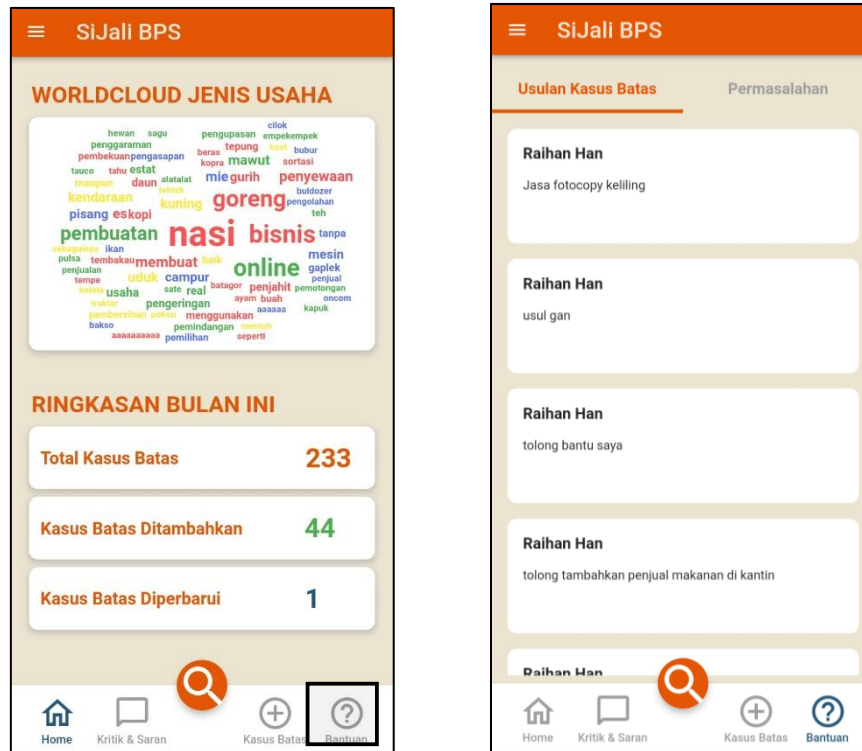 SiJali BPS
WORLDCLOUD JENIS USAHA
cilok
hewan sagu pengupasan empekempek
penggaraman beras tepung kost bubur
pembekuan pengasapan kopra mawut sortasi
tauco tahu estat mie gurih penyewaan
maupun daun alatalat
kendaraan tektek goreng buldozer
kuning pengolahan
pisang es kopi teh
pembuatan nasi bisnis tanpa
sebagainya ikan mesin
pulsa tembakau membuat baik online gaplek
penjualan uduk campur penjual
tempe batagor penjahit pemotongan
ketela usaha sate real ayam buah oncom
traktor pengeringan aaaaaa kapuk
pembersihan pohon menggunakan
bakso pemindangan mentah
aaaaaaaaaa pemilihan seperti
RINGKASAN BULAN INI
Total Kasus Batas 233
Kasus Batas Ditambahkan 44
Kasus Batas Diperbarui 1
Home Kritik & Saran Kasus Batas Bantuan
SiJali BPS
Usulan Kasus Batas Permasalahan
Raihan Han
Jasa fotocopy keliling
Raihan Han
usul gan
Raihan Han
tolong bantu saya
Raihan Han
tolong tambahkan penjual makanan di kantin
Raihan Han
Home Kritik & Saran Kasus Batas Bantuan